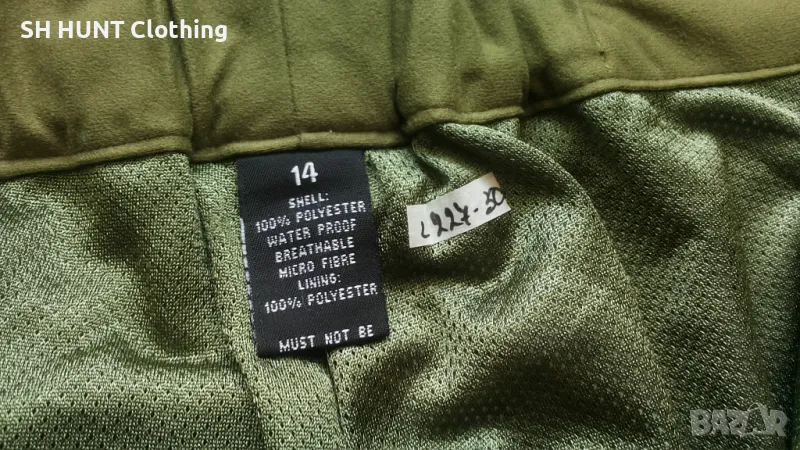 SH HUNT Clothing
14
SHELL:
100% POLYESTER
WATER PROOF
BREATHABLE
MICRO FIBRE
LINING:
100% POLYESTER
MUST NOT BE
L227-30
BAZAR